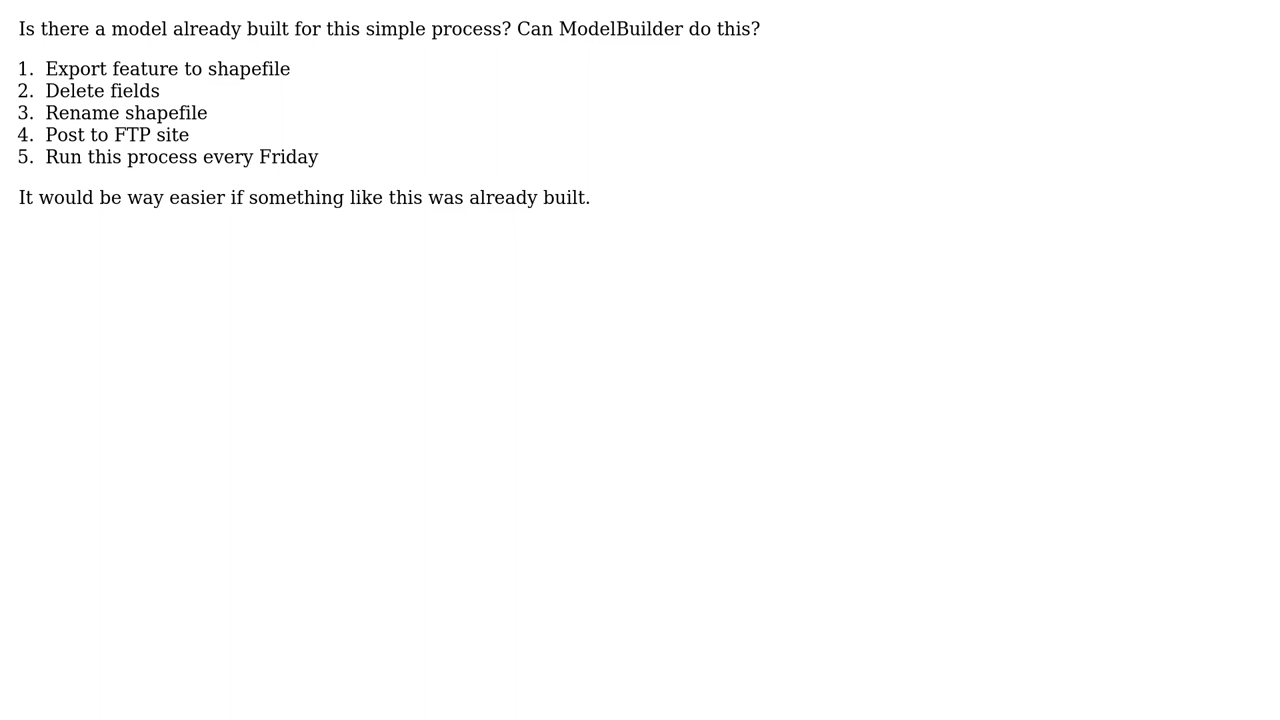 Is there a model already built for this simple process? Can ModelBuilder do this?
1. Export feature to shapefile
2. Delete fields
3. Rename shapefile
4. Post to FTP site
5. Run this process every Friday
It would be way easier if something like this was already built.